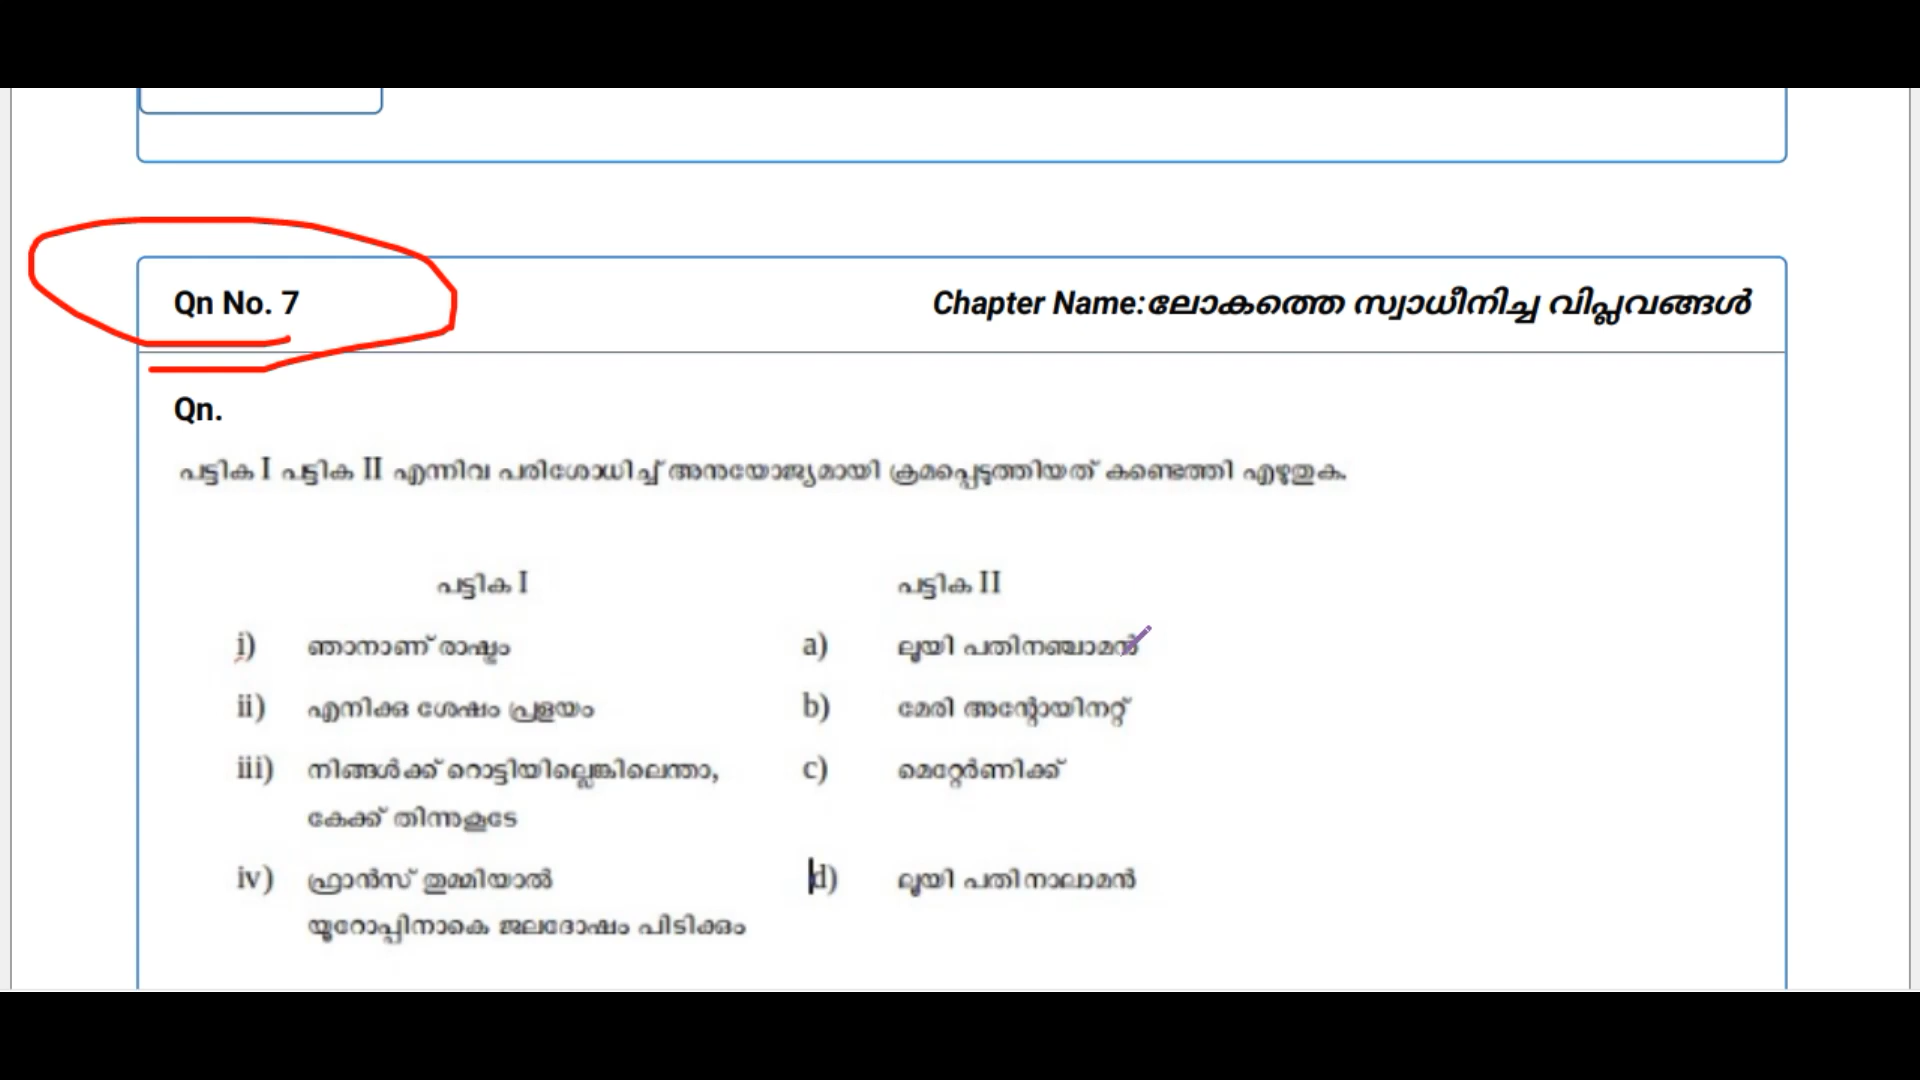 Qn No. 7 Chapter Name:ലോകത്തെ സ്വാധീനിച്ച വിപ്ലവങ്ങൾ
Qn.
പട്ടിക I പട്ടിക II എന്നിവ പരിശോധിച്ച് അനുയോജ്യമായി ക്രമപ്പെടുത്തിയത് കണ്ടെത്തി എഴുതുക.
പട്ടിക I പട്ടിക II
i) ഞാനാണ് രാഷ്ട്രം a) ലൂയി പതിനഞ്ചാമൻ
ii) എനിക്കു ശേഷം പ്രളയം b) മേരി അന്റോയിനറ്റ്
iii) നിങ്ങൾക്ക് റൊട്ടിയില്ലെങ്കിലെന്താ, c) മെറ്റേർണിക്ക്
കേക്ക് തിന്നുകൂടേ
iv) ഫ്രാൻസ് തുമ്മിയാൽ d) ലൂയി പതിനാലാമൻ
യൂറോപ്പിനാകെ ജലദോഷം പിടിക്കും